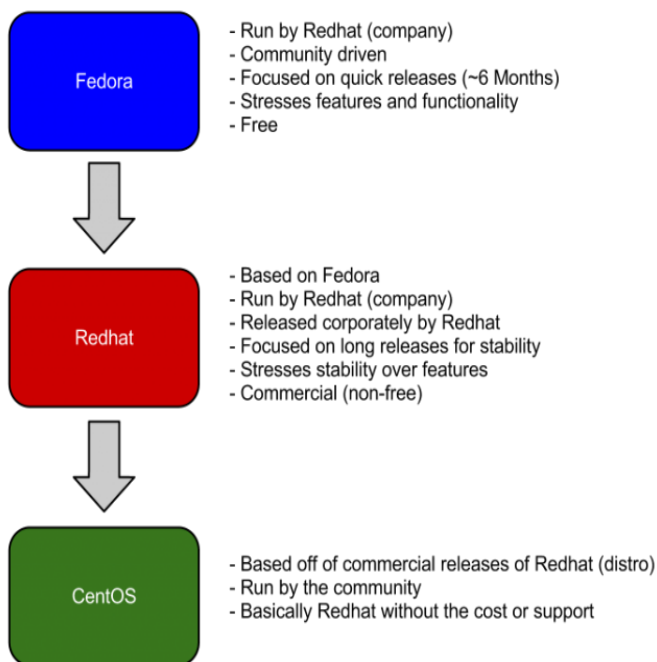 Fedora
- Run by Redhat (company)
- Community driven
- Focused on quick releases (~6 Months)
- Stresses features and functionality
- Free
Redhat
- Based on Fedora
- Run by Redhat (company)
- Released corporately by Redhat
- Focused on long releases for stability
- Stresses stability over features
- Commercial (non-free)
CentOS
- Based off of commercial releases of Redhat (distro)
- Run by the community
- Basically Redhat without the cost or support